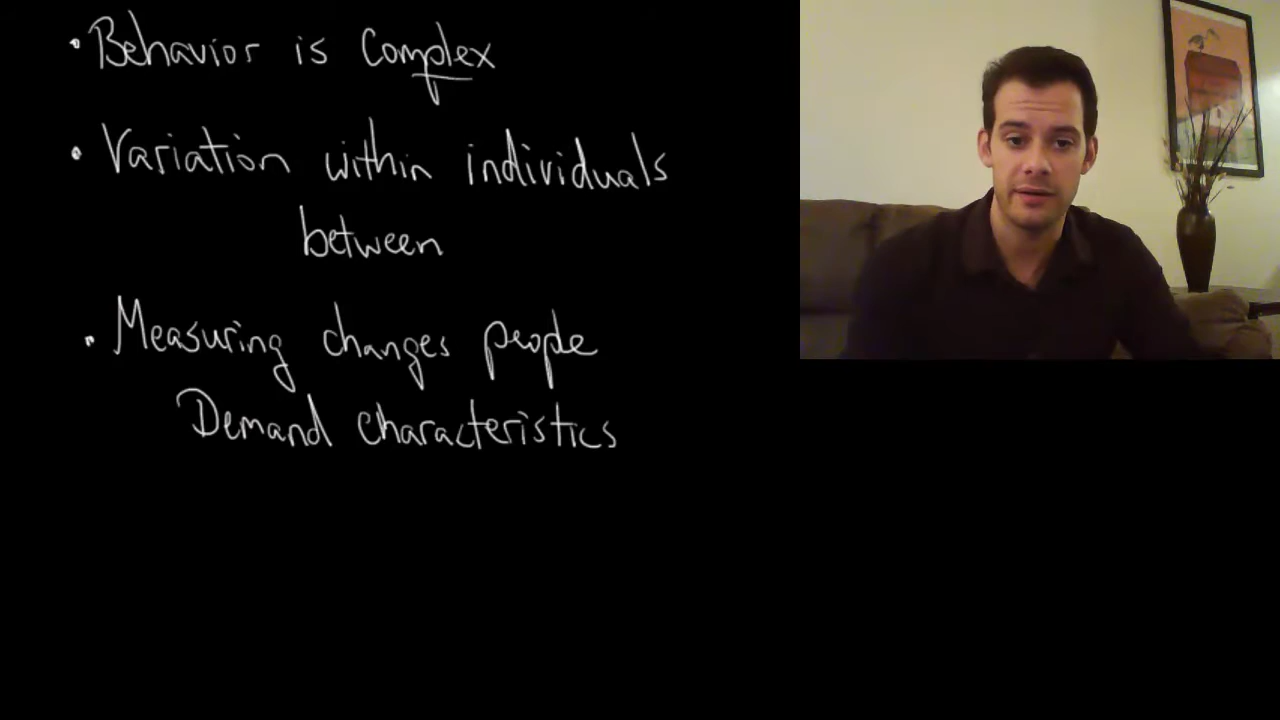 • Behavior is Complex
• Variation within individuals
between
• Measuring changes people
Demand characteristics